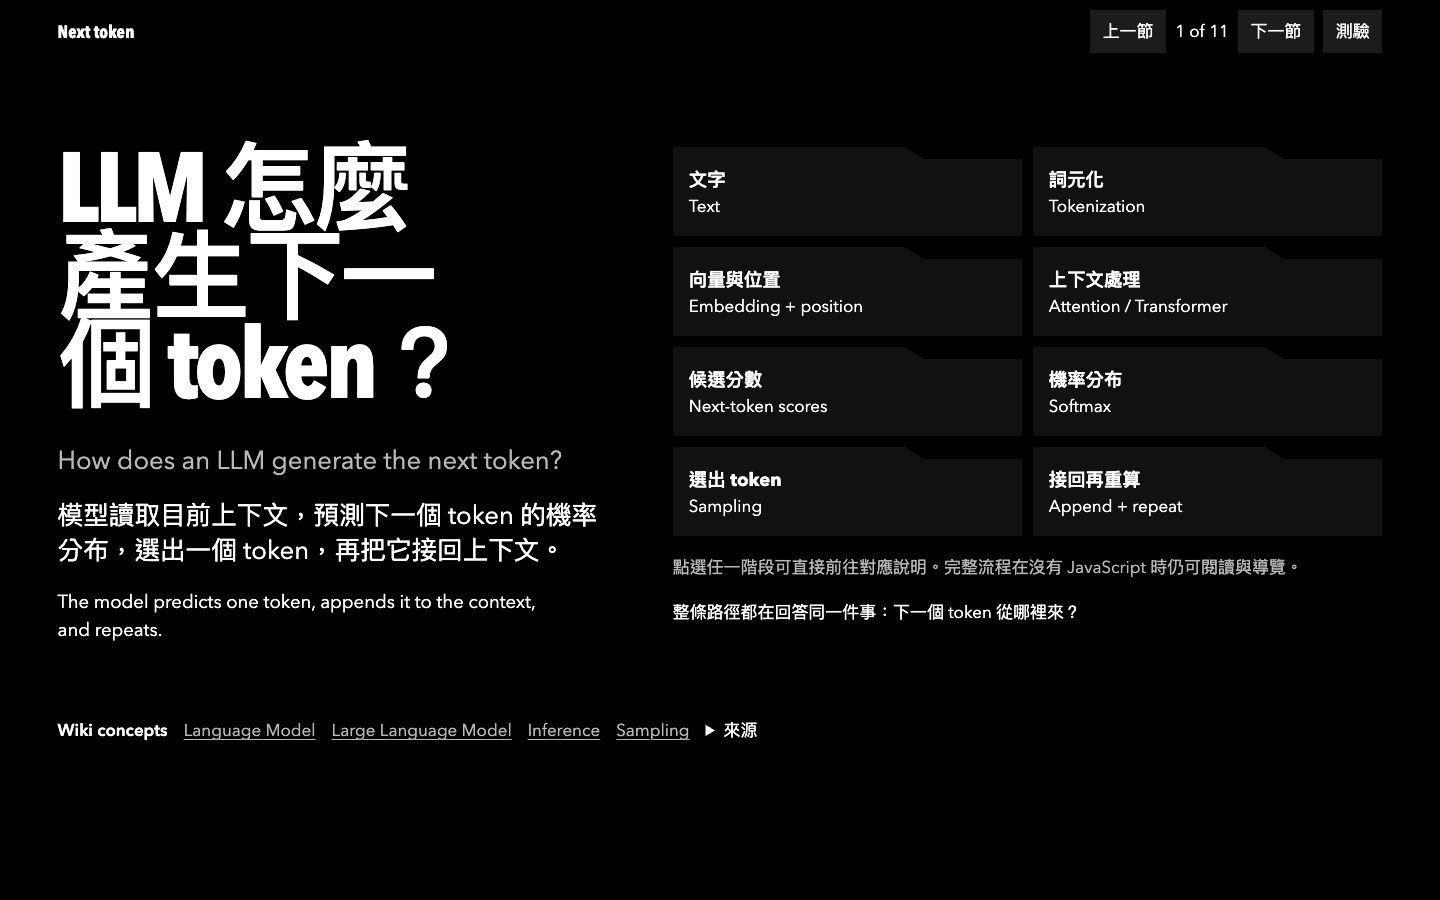 Next token
上一節
1 of 11
下一節
測驗
LLM 怎麼
產生下一
個 token？
How does an LLM generate the next token?
模型讀取目前上下文，預測下一個 token 的機率
分布，選出一個 token，再把它接回上下文。
The model predicts one token, appends it to the context,
and repeats.
文字
Text
詞元化
Tokenization
向量與位置
Embedding + position
上下文處理
Attention / Transformer
候選分數
Next-token scores
機率分布
Softmax
選出 token
Sampling
接回再重算
Append + repeat
點選任一階段可直接前往對應說明。完整流程在沒有 JavaScript 時仍可閱讀與導覽。
整條路徑都在回答同一件事：下一個 token 從哪裡來？
Wiki concepts Language Model Large Language Model Inference Sampling ▶ 來源